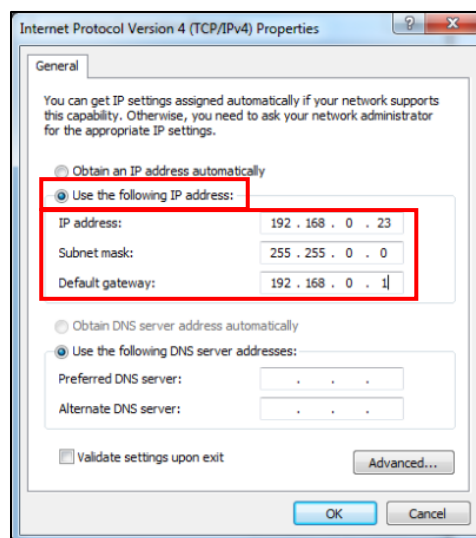 Internet Protocol Version 4 (TCP/IPv4) Properties
General
You can get IP settings assigned automatically if your network supports
this capability. Otherwise, you need to ask your network administrator
for the appropriate IP settings.
Obtain an IP address automatically
Use the following IP address:
IP address: 192 . 168 . 0 . 23
Subnet mask: 255 . 255 . 0 . 0
Default gateway: 192 . 168 . 0 . 1
Obtain DNS server address automatically
Use the following DNS server addresses:
Preferred DNS server: . . .
Alternate DNS server: . . .
Validate settings upon exit
Advanced...
OK Cancel